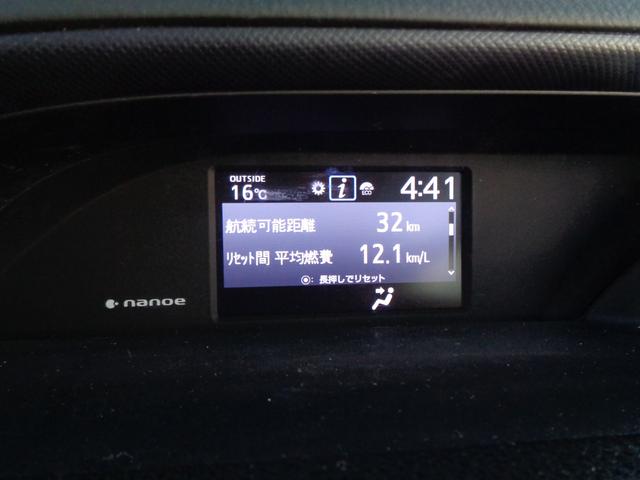 OUTSIDE
16℃ i ECO 4:41
航続可能距離 32 km
リセット間 平均燃費 12.1 km/L
◉: 長押しでリセット
nanoe